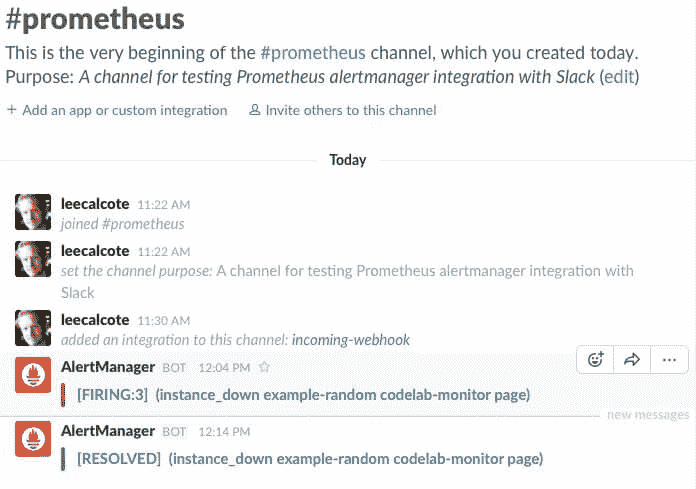 #prometheus
This is the very beginning of the #prometheus channel, which you created today.
Purpose: A channel for testing Prometheus alertmanager integration with Slack (edit)
+ Add an app or custom integration Invite others to this channel
Today
leecalcote 11:22 AM
joined #prometheus
leecalcote 11:22 AM
set the channel purpose: A channel for testing Prometheus alertmanager integration with
Slack
leecalcote 11:30 AM
added an integration to this channel: incoming-webhook
AlertManager BOT 12:04 PM
[FIRING:3] (instance_down example-random codelab-monitor page)
new messages
AlertManager BOT 12:14 PM
[RESOLVED] (instance_down example-random codelab-monitor page)